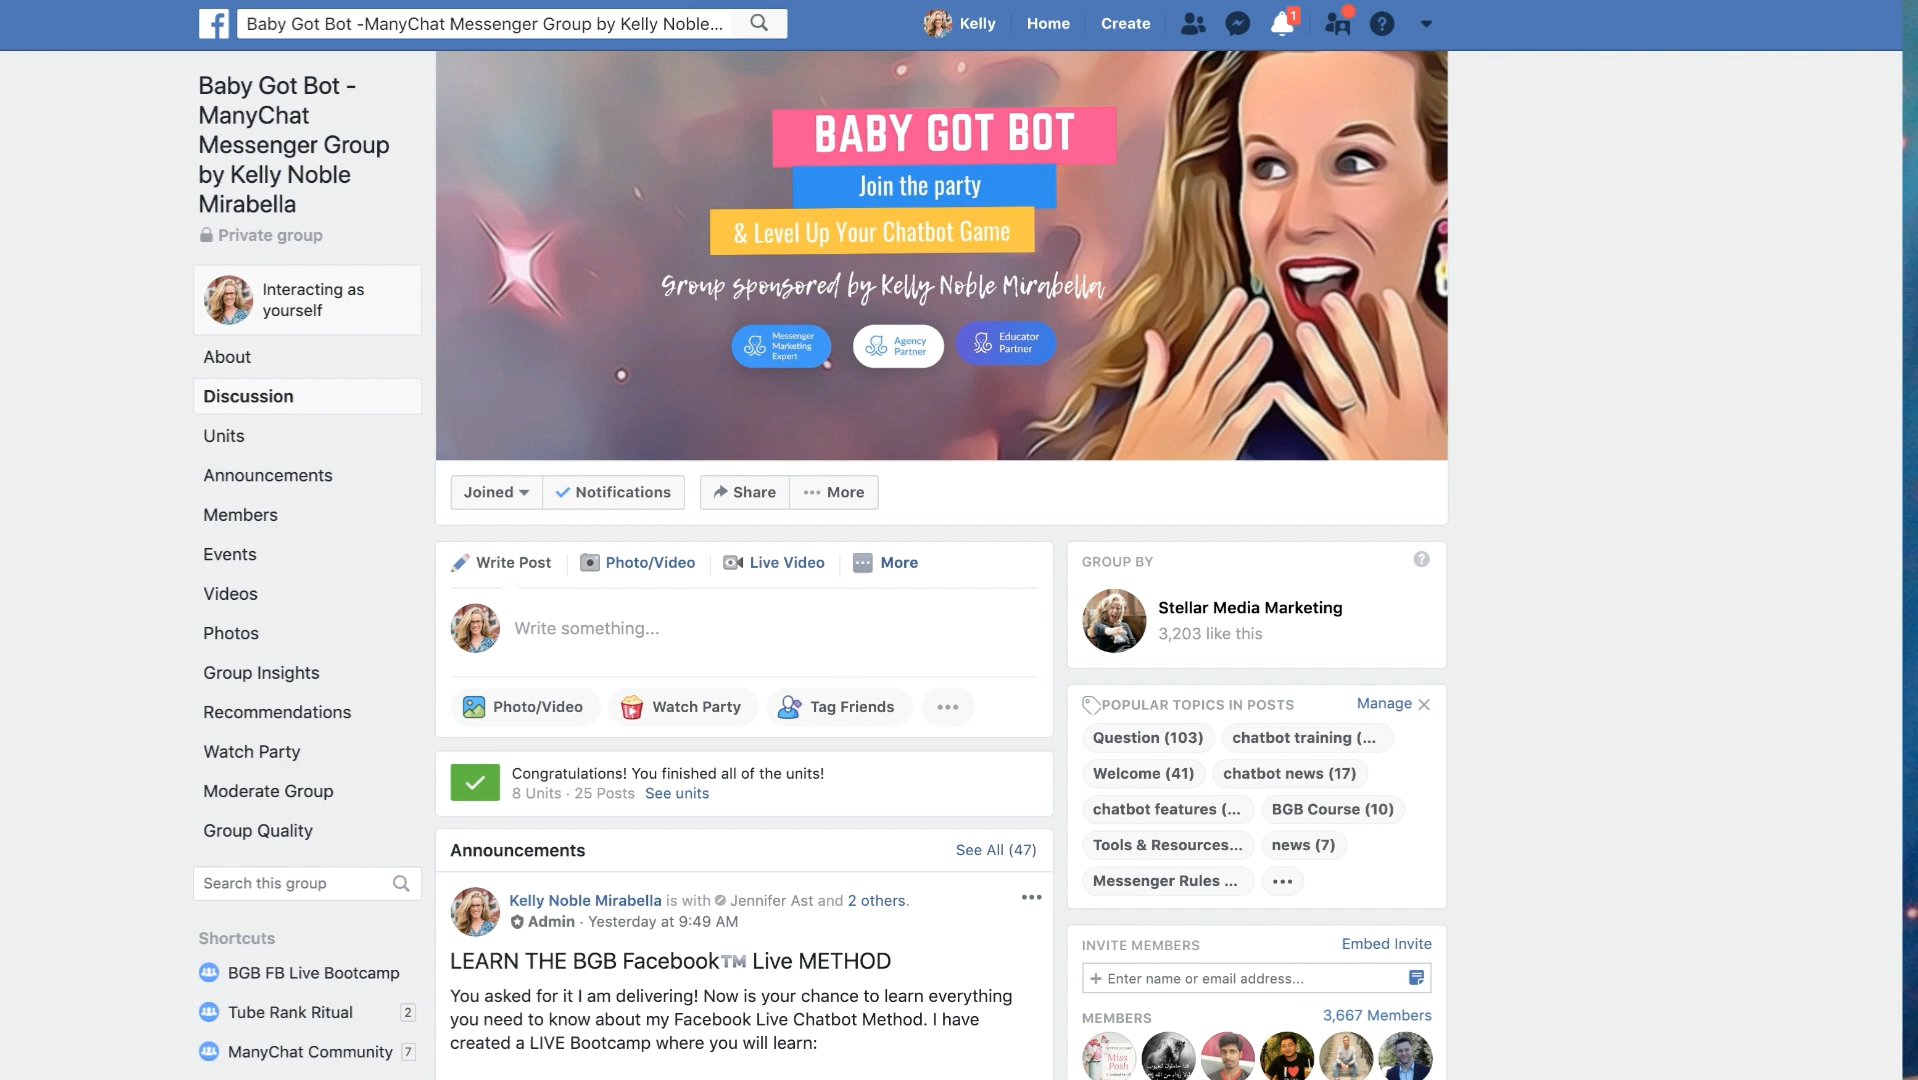 Baby Got Bot -ManyChat Messenger Group by Kelly Noble...
Kelly
Home
Create
1
Baby Got Bot -
ManyChat
Messenger Group
by Kelly Noble
Mirabella
Private group
Interacting as
yourself
About
Discussion
Units
Announcements
Members
Events
Videos
Photos
Group Insights
Recommendations
Watch Party
Moderate Group
Group Quality
Search this group
Shortcuts
BGB FB Live Bootcamp
Tube Rank Ritual 2
ManyChat Community 7
BABY GOT BOT
Join the party
& Level Up Your Chatbot Game
Group sponsored by Kelly Noble Mirabella
Messenger
Marketing
Expert
Agency
Partner
Educator
Partner
Joined
Notifications
Share
More
Write Post
Photo/Video
Live Video
More
Write something...
Photo/Video
Watch Party
Tag Friends
Congratulations! You finished all of the units!
8 Units · 25 Posts See units
Announcements
See All (47)
Kelly Noble Mirabella is with Jennifer Ast and 2 others.
Admin · Yesterday at 9:49 AM
LEARN THE BGB Facebook™️ Live METHOD
You asked for it I am delivering! Now is your chance to learn everything
you need to know about my Facebook Live Chatbot Method. I have
created a LIVE Bootcamp where you will learn:
GROUP BY
Stellar Media Marketing
3,203 like this
POPULAR TOPICS IN POSTS
Manage
Question (103)
chatbot training (...
Welcome (41)
chatbot news (17)
chatbot features (...
BGB Course (10)
Tools & Resources...
news (7)
Messenger Rules ...
INVITE MEMBERS
Embed Invite
+ Enter name or email address...
MEMBERS
3,667 Members
Miss
Posh